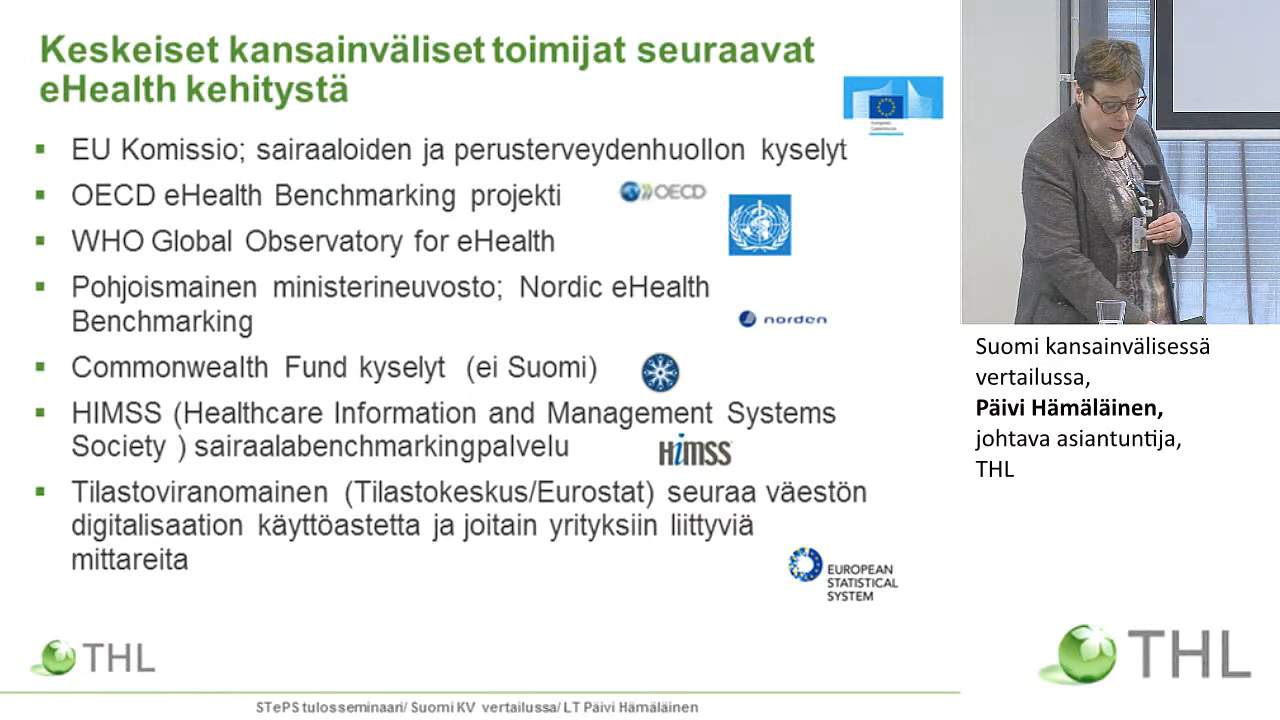 Keskeiset kansainväliset toimijat seuraavat
eHealth kehitystä
EU Komissio; sairaaloiden ja perusterveydenhuollon kyselyt
OECD eHealth Benchmarking projekti
OECD
WHO Global Observatory for eHealth
Pohjoismainen ministerineuvosto; Nordic eHealth
Benchmarking
norden
Commonwealth Fund kyselyt (ei Suomi)
HIMSS (Healthcare Information and Management Systems
Society ) sairaalabenchmarkingpalvelu
HIMSS
Tilastoviranomainen (Tilastokeskus/Eurostat) seuraa väestön
digitalisaation käyttöastetta ja joitain yrityksiin liittyviä
mittareita
EUROPEAN
STATISTICAL
SYSTEM
THL
STePS tulosseminaari/ Suomi KV vertailussa/ LT Päivi Hämäläinen
Suomi kansainvälisessä
vertailussa,
Päivi Hämäläinen,
johtava asiantuntija,
THL
THL